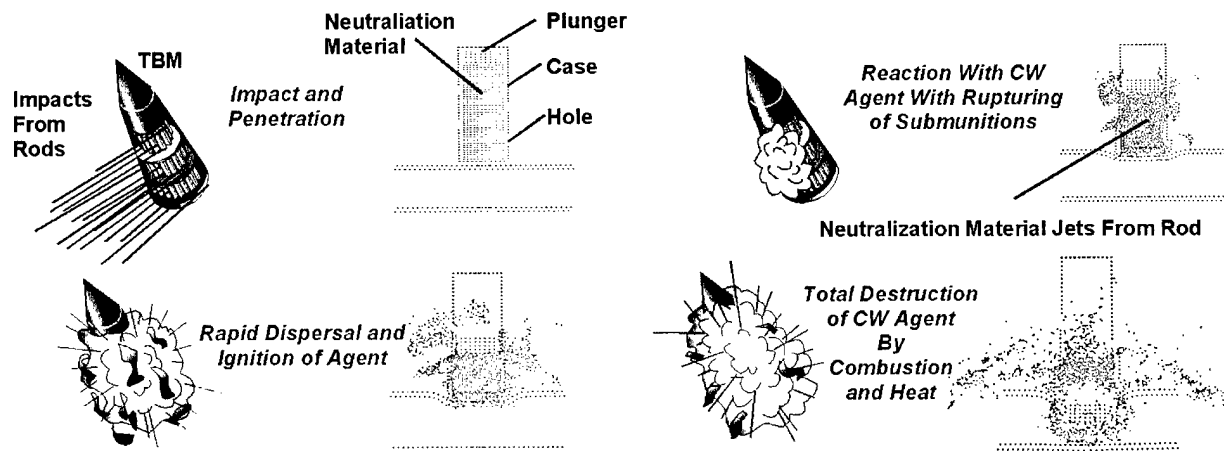 TBM
Impacts
From
Rods
Impact and
Penetration
Neutraliation
Material
Plunger
Case
Hole
Reaction With CW
Agent With Rupturing
of Submunitions
Neutralization Material Jets From Rod
Rapid Dispersal and
Ignition of Agent
Total Destruction
of CW Agent
By
Combustion
and Heat